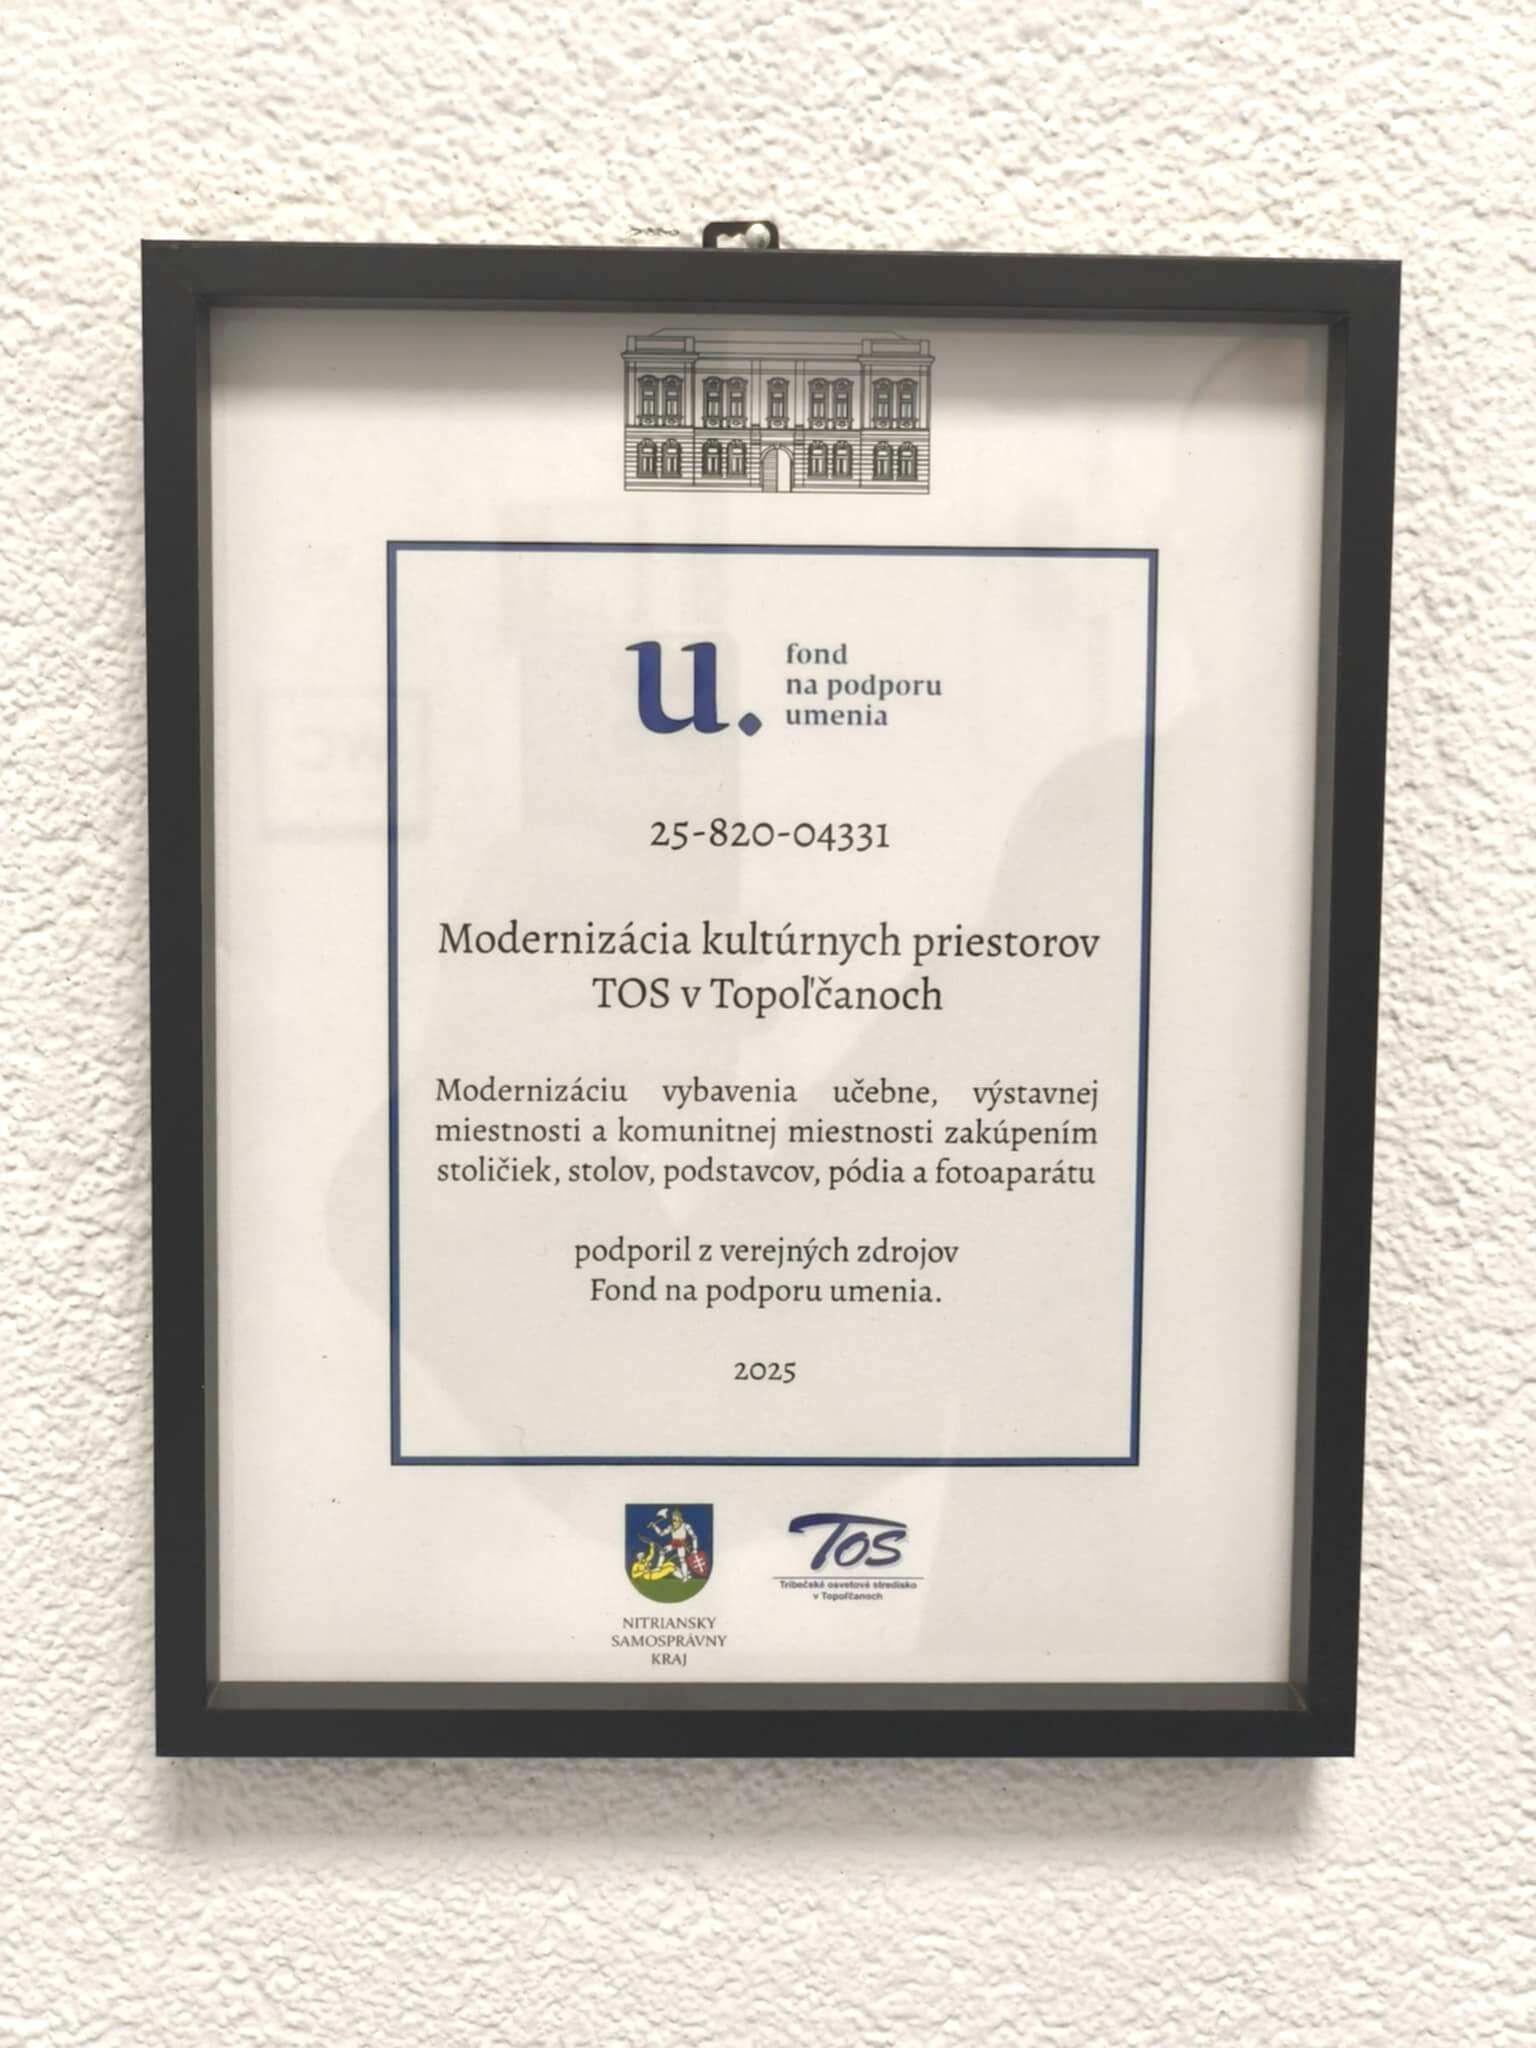 u.
fond
na podporu
umenia
25-820-04331
Modernizácia kultúrnych priestorov
TOS v Topoľčanoch
Modernizáciu vybavenia učebne, výstavnej
miestnosti a komunitnej miestnosti zakúpením
stoličiek, stolov, podstavcov, pódia a fotoaparátu
podporil z verejných zdrojov
Fond na podporu umenia.
2025
NITRIANSKY
SAMOSPRÁVNY
KRAJ
TOS
Tribečské osvetové stredisko
v Topoľčanoch